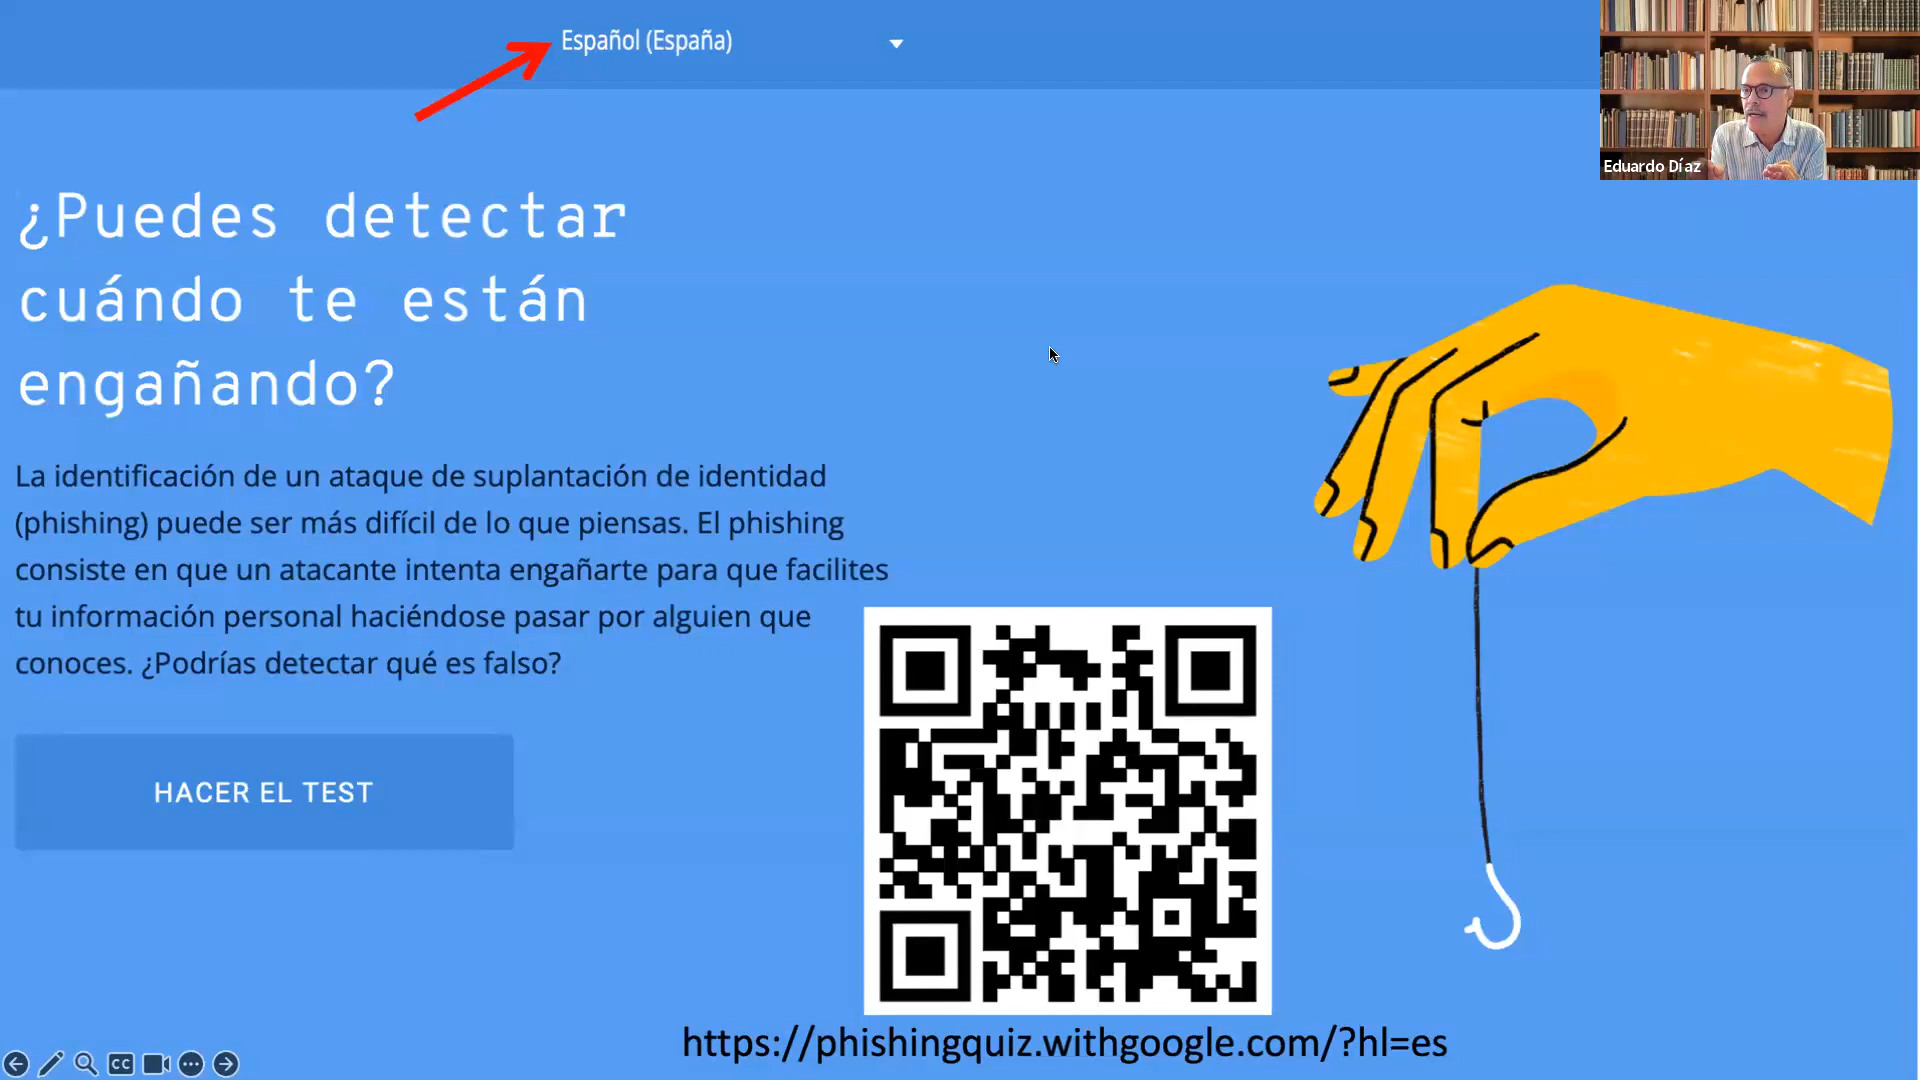 Español (España)
Eduardo Díaz
¿Puedes detectar
cuándo te están
engañando?
La identificación de un ataque de suplantación de identidad
(phishing) puede ser más difícil de lo que piensas. El phishing
consiste en que un atacante intenta engañarte para que facilites
tu información personal haciéndose pasar por alguien que
conoces. ¿Podrías detectar qué es falso?
HACER EL TEST
https://phishingquiz.withgoogle.com/?hl=es
CC